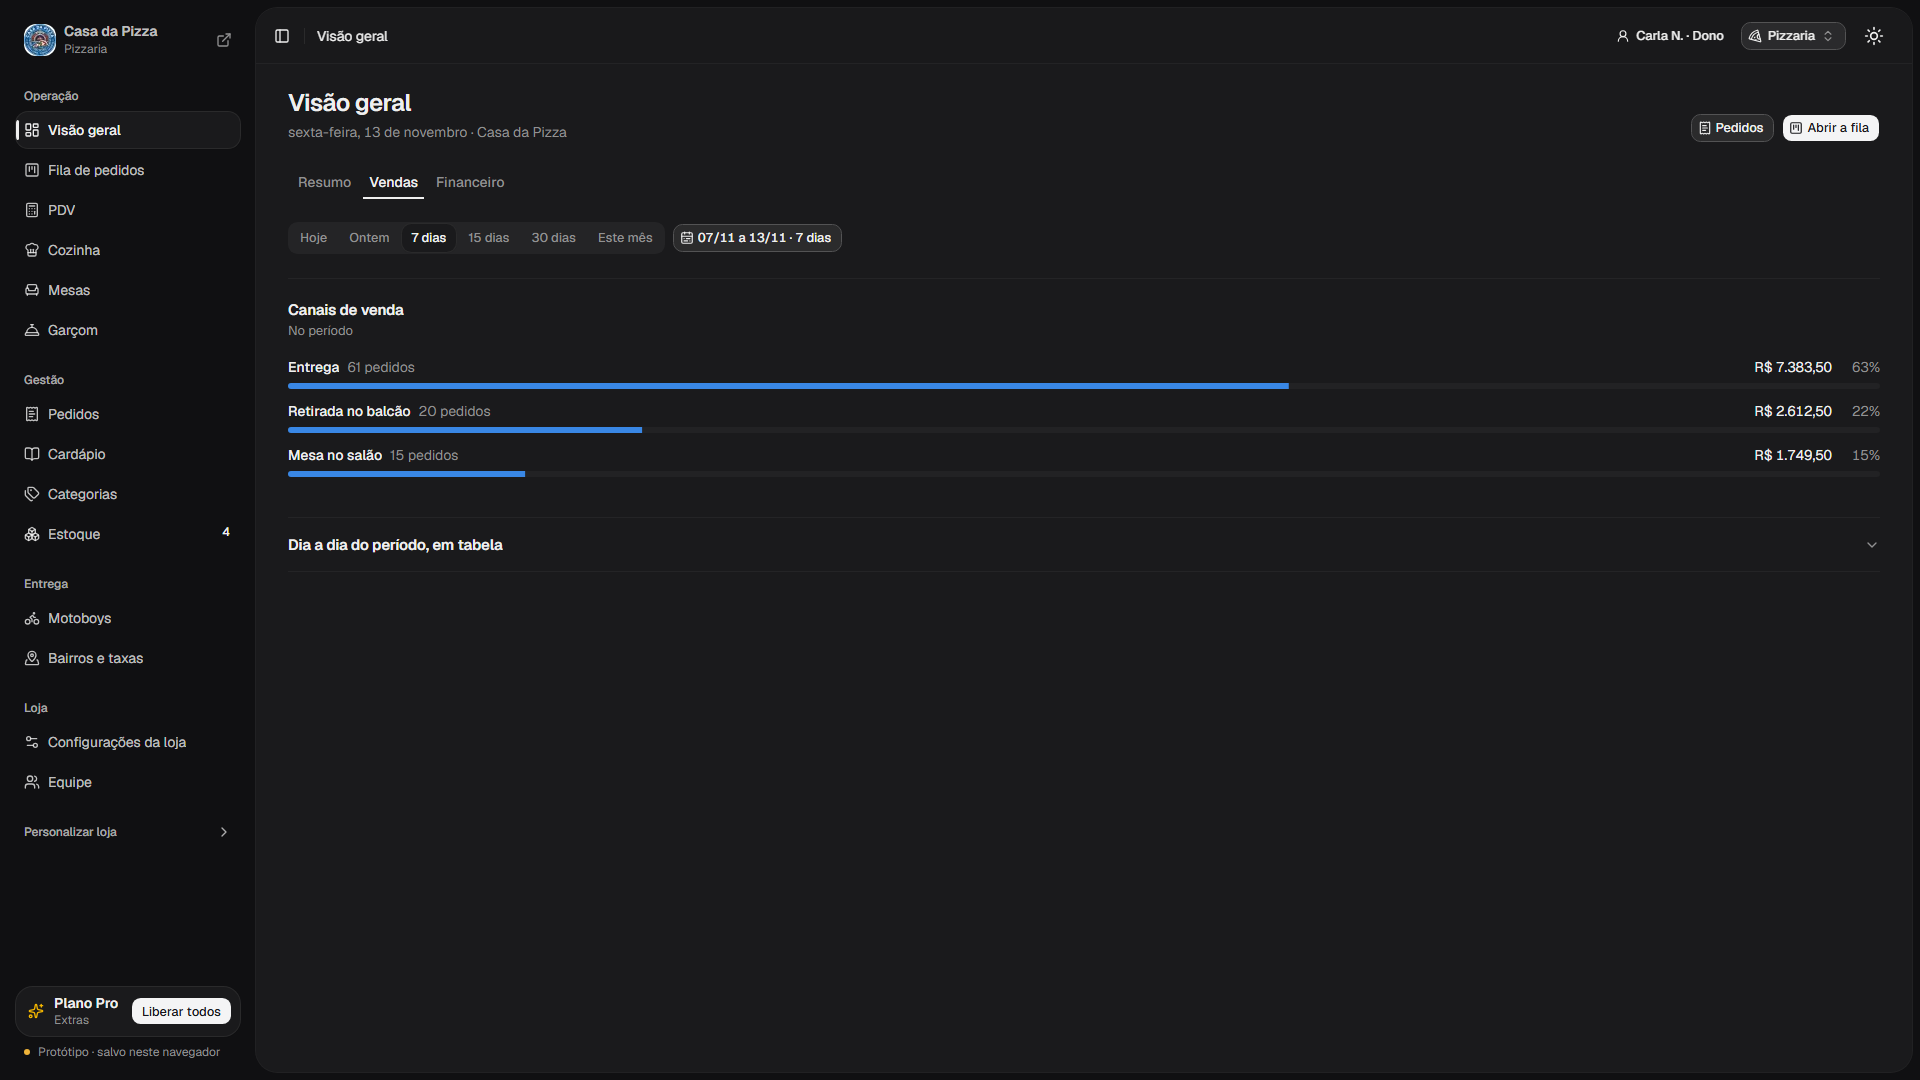 Casa da Pizza
Pizzaria
Operação
Visão geral
Fila de pedidos
PDV
Cozinha
Mesas
Garçom
Gestão
Pedidos
Cardápio
Categorias
Estoque 4
Entrega
Motoboys
Bairros e taxas
Loja
Configurações da loja
Equipe
Personalizar loja
Plano Pro
Extras
Liberar todos
Protótipo · salvo neste navegador
Visão geral
Carla N. · Dono
Pizzaria
Visão geral
sexta-feira, 13 de novembro · Casa da Pizza
Pedidos
Abrir a fila
Resumo Vendas Financeiro
Hoje Ontem 7 dias 15 dias 30 dias Este mês 07/11 a 13/11 · 7 dias
Canais de venda
No período
Entrega 61 pedidos R$ 7.383,50 63%
Retirada no balcão 20 pedidos R$ 2.612,50 22%
Mesa no salão 15 pedidos R$ 1.749,50 15%
Dia a dia do período, em tabela